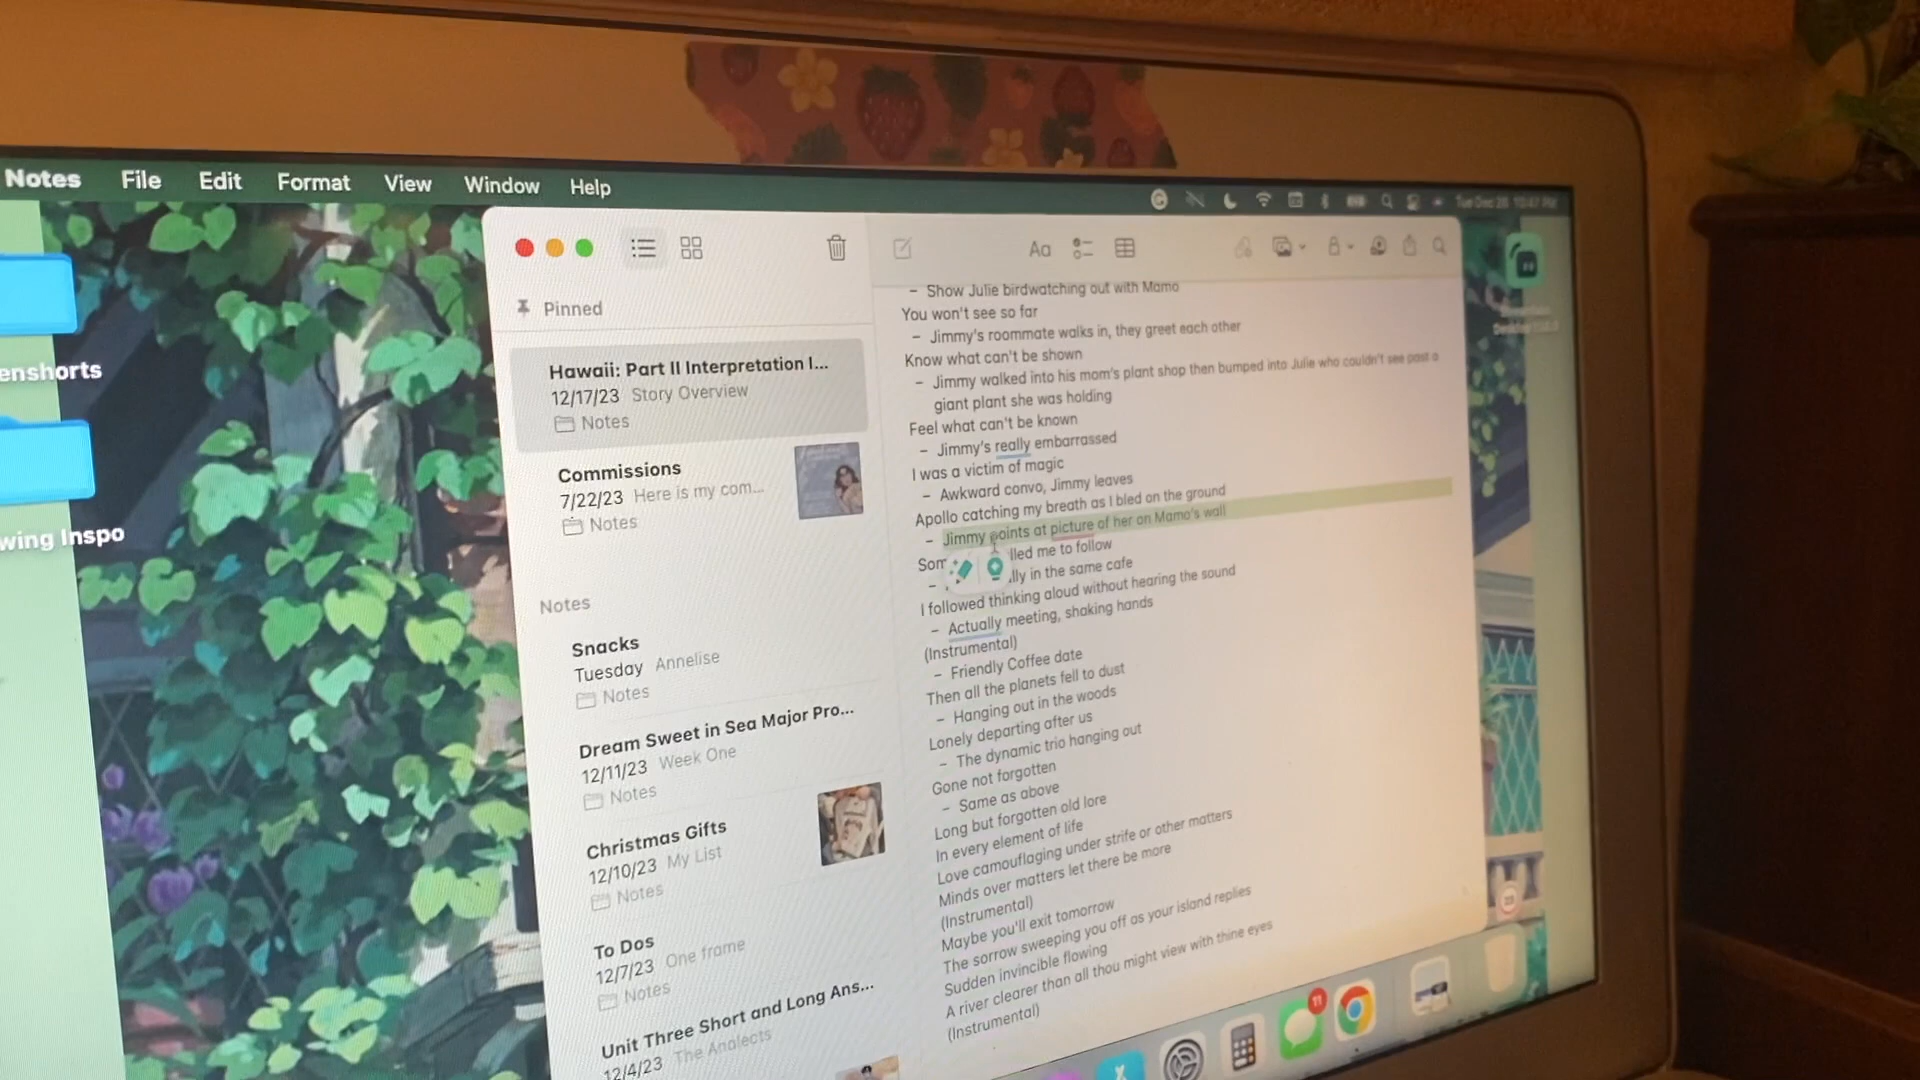 Notes File Edit Format View Window Help
Tue Dec
enshorts
wing Inspo
Pinned
Hawaii: Part II Interpretation I...
12/17/23 Story Overview
Notes
Commissions
7/22/23 Here is my com...
Notes
Notes
Snacks
Tuesday Annelise
Notes
Dream Sweet in Sea Major Pro...
12/11/23 Week One
Notes
Christmas Gifts
12/10/23 My List
Notes
To Dos
12/7/23 One frame
Notes
Unit Three Short and Long Ans...
12/4/23 The Analects
Aa
– Show Julie birdwatching out with Mamo
You won't see so far
– Jimmy's roommate walks in, they greet each other
Know what can't be shown
– Jimmy walked into his mom's plant shop then bumped into Julie who couldn't see past a
giant plant she was holding
Feel what can't be known
– Jimmy's really embarrassed
I was a victim of magic
– Awkward convo, Jimmy leaves
Apollo catching my breath as I bled on the ground
– Jimmy points at picture of her on Mamo's wall
Som lled me to follow
– lly in the same cafe
I followed thinking aloud without hearing the sound
– Actually meeting, shaking hands
(Instrumental)
– Friendly Coffee date
Then all the planets fell to dust
– Hanging out in the woods
Lonely departing after us
– The dynamic trio hanging out
Gone not forgotten
– Same as above
Long but forgotten old lore
In every element of life
Love camouflaging under strife or other matters
Minds over matters let there be more
(Instrumental)
Maybe you'll exit tomorrow
The sorrow sweeping you off as your island replies
Sudden invincible flowing
A river clearer than all thou might view with thine eyes
(Instrumental)
11